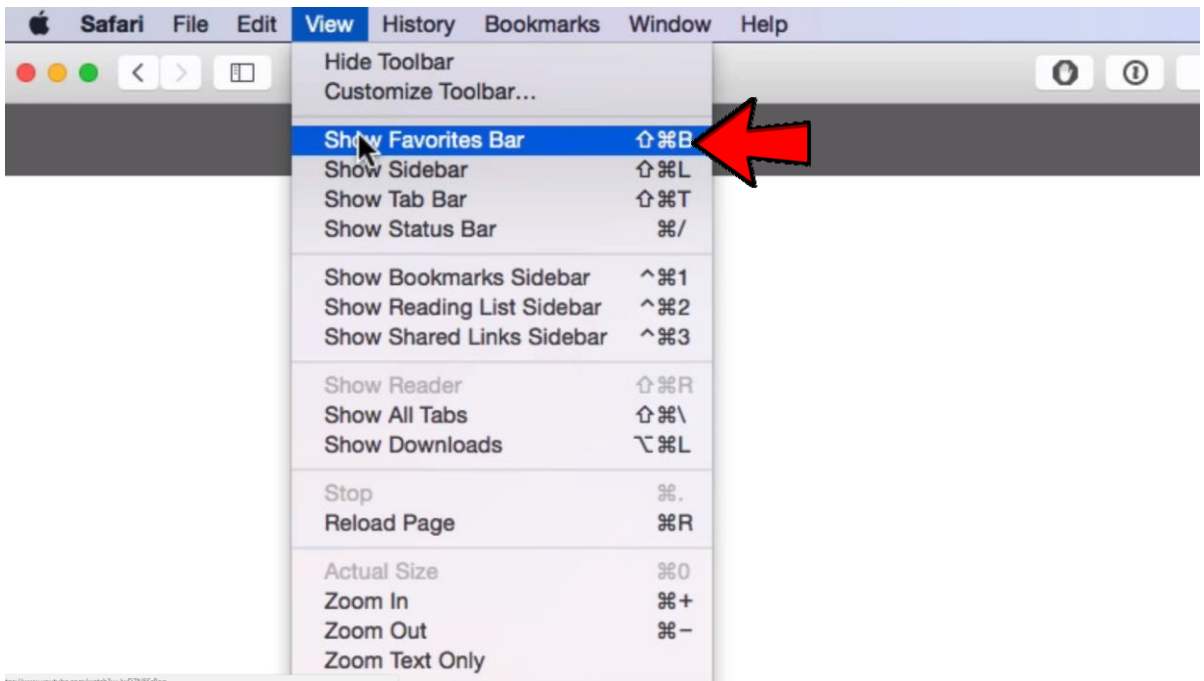 Safari File Edit View History Bookmarks Window Help
Hide Toolbar
Customize Toolbar...
Show Favorites Bar ⇧⌘B
Show Sidebar ⇧⌘L
Show Tab Bar ⇧⌘T
Show Status Bar ⌘/
Show Bookmarks Sidebar ^⌘1
Show Reading List Sidebar ^⌘2
Show Shared Links Sidebar ^⌘3
Show Reader ⇧⌘R
Show All Tabs ⇧⌘\
Show Downloads ⌥⌘L
Stop ⌘.
Reload Page ⌘R
Actual Size ⌘0
Zoom In ⌘+
Zoom Out ⌘−
Zoom Text Only